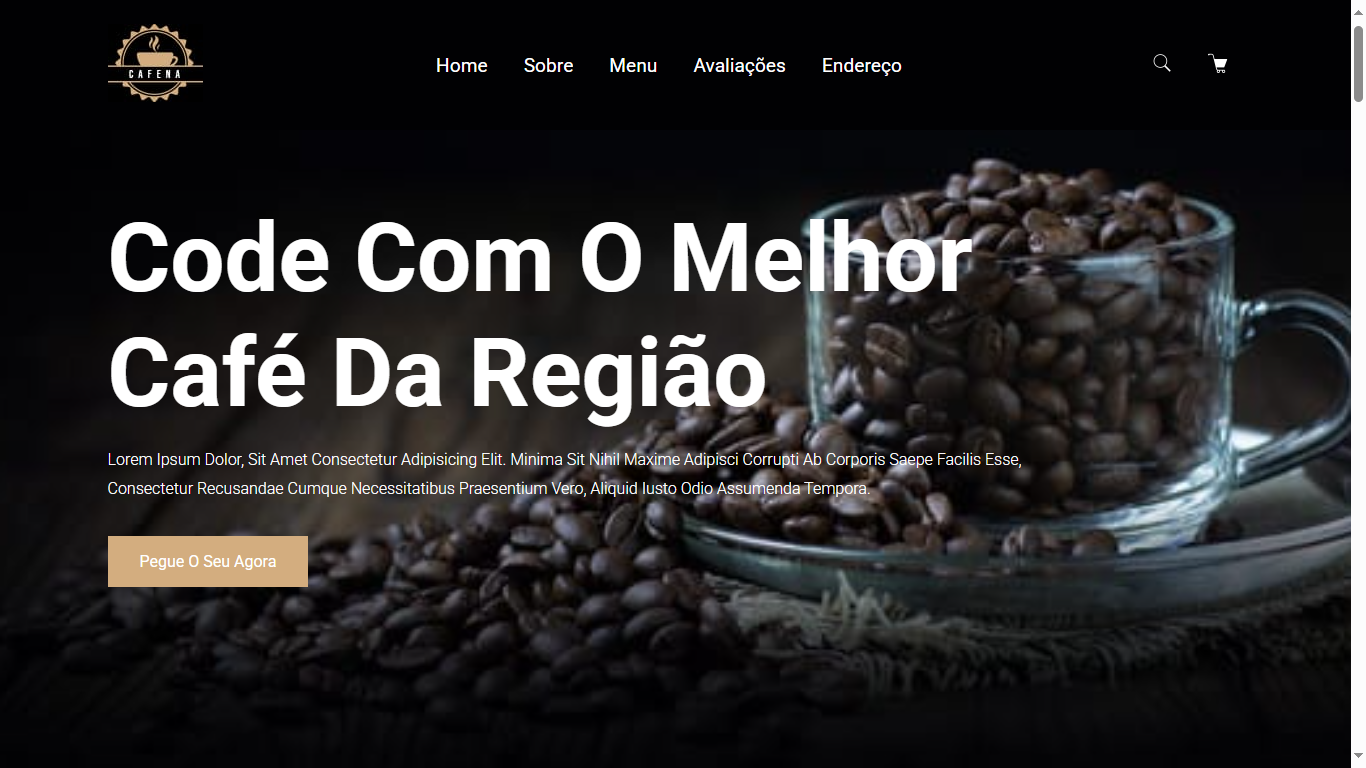 CAFENA
Home Sobre Menu Avaliações Endereço
Code Com O Melhor
Café Da Região
Lorem Ipsum Dolor, Sit Amet Consectetur Adipisicing Elit. Minima Sit Nihil Maxime Adipisci Corrupti Ab Corporis Saepe Facilis Esse,
Consectetur Recusandae Cumque Necessitatibus Praesentium Vero, Aliquid Iusto Odio Assumenda Tempora.
Pegue O Seu Agora